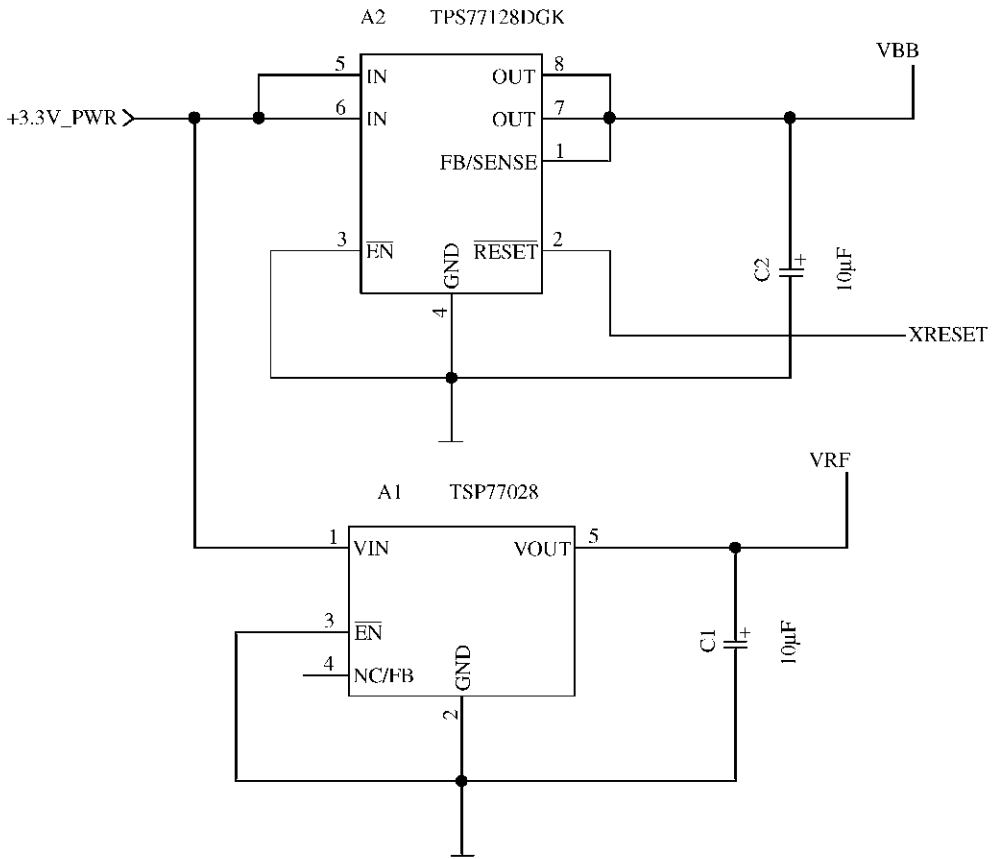 A2 TPS77128DGK
VBB
5 IN OUT 8
+3.3V_PWR 6 IN OUT 7
FB/SENSE 1
3 EN RESET 2
GND
4
C2 + 10µF
XRESET
VRF
A1 TSP77028
1 VIN VOUT 5
3 EN
4 NC/FB
GND
2
C1 + 10µF